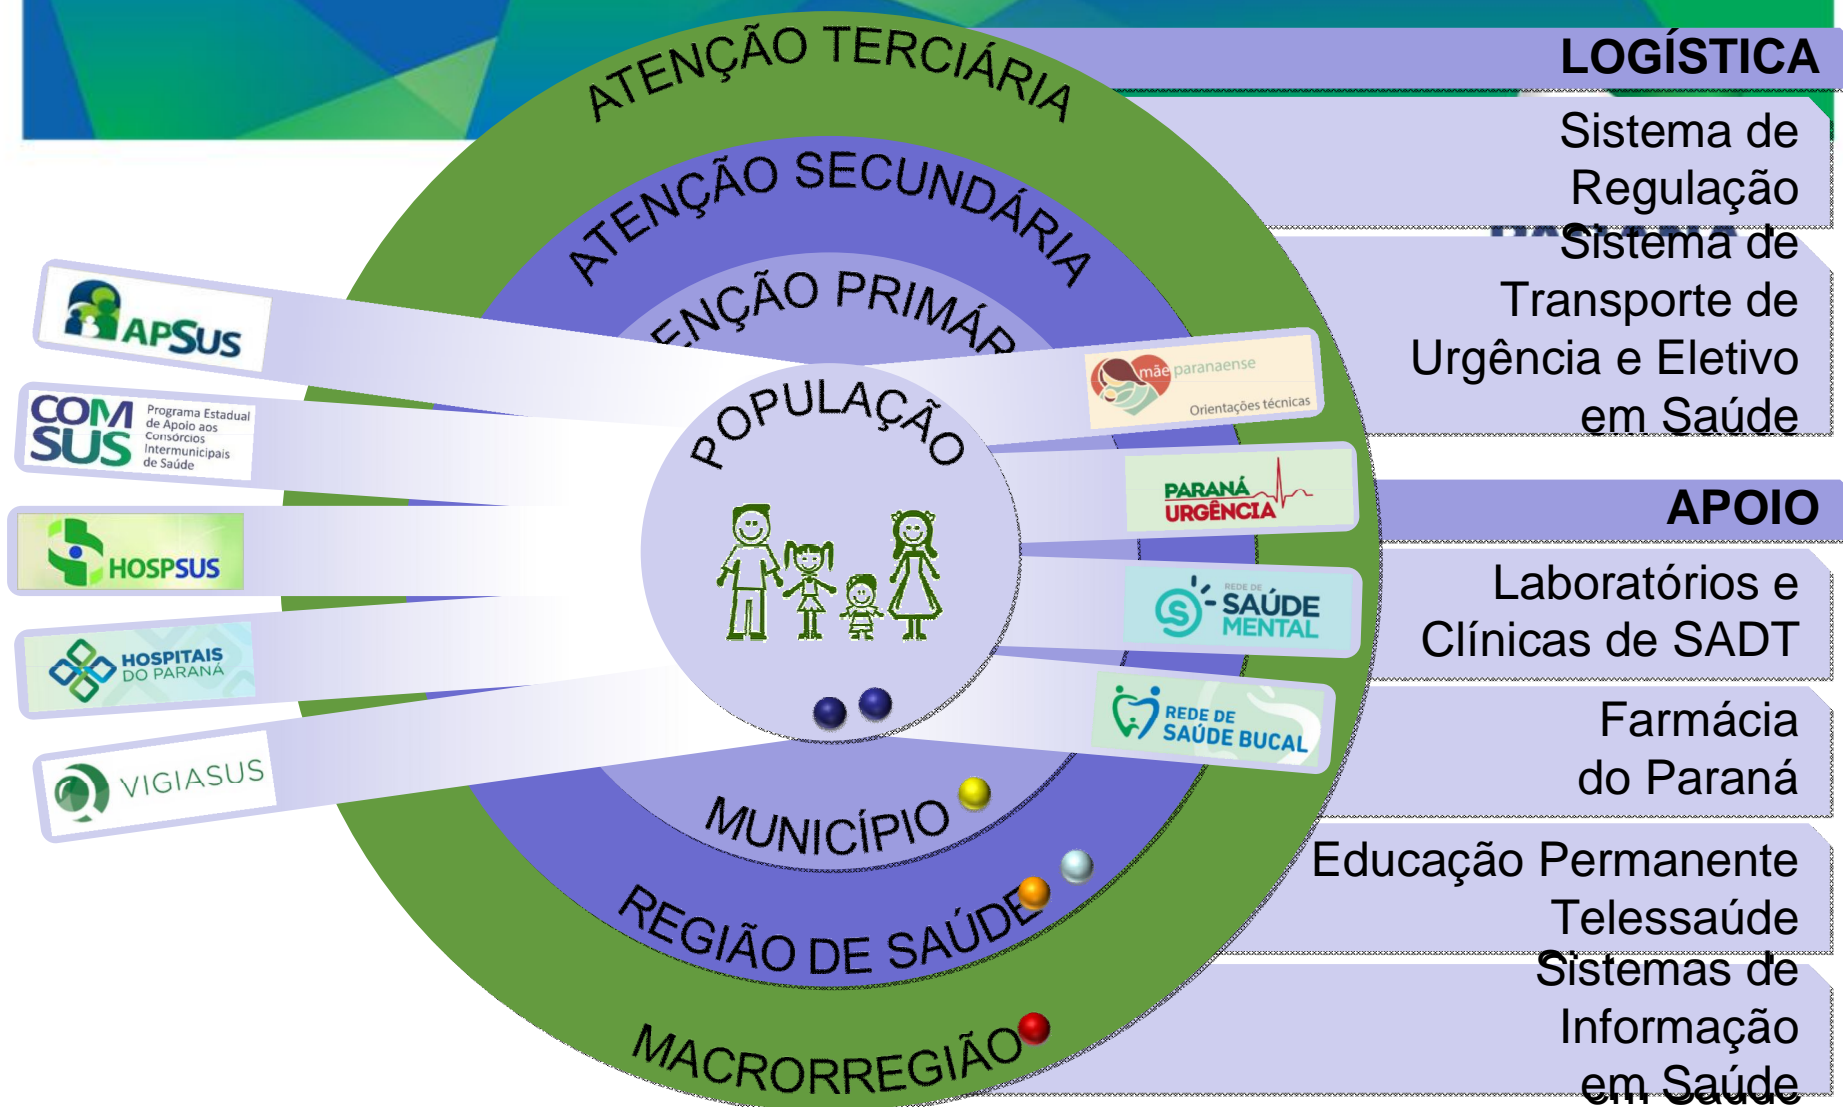 ATENÇÃO TERCIÁRIA
ATENÇÃO SECUNDÁRIA
ENÇÃO PRIMÁR
POPULAÇÃO
MUNICÍPIO
REGIÃO DE SAÚDE
MACRORREGIÃO
APSUS
COM
SUS
Programa Estadual
de Apoio aos
Consórcios
Intermunicipais
de Saúde
HOSPSUS
HOSPITAIS
DO PARANÁ
VIGIASUS
mãe paranaense
Orientações técnicas
PARANÁ
URGÊNCIA
REDE DE
SAÚDE
MENTAL
REDE DE
SAÚDE BUCAL
LOGÍSTICA
Sistema de
Regulação
Sistema de
Transporte de
Urgência e Eletivo
em Saúde
APOIO
Laboratórios e
Clínicas de SADT
Farmácia
do Paraná
Educação Permanente
Telessaúde
Sistemas de
Informação
em Saúde